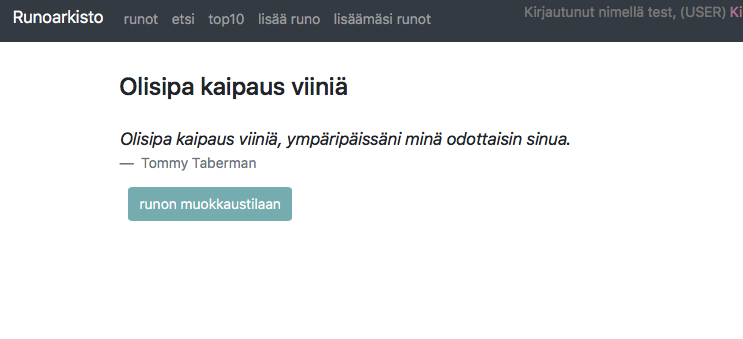 Runoarkisto runot etsi top10 lisää runo lisäämäsi runot Kirjautunut nimellä test, (USER) Ki
Olisipa kaipaus viiniä
Olisipa kaipaus viiniä, ympäripäissäni minä odottaisin sinua.
— Tommy Taberman
runon muokkaustilaan